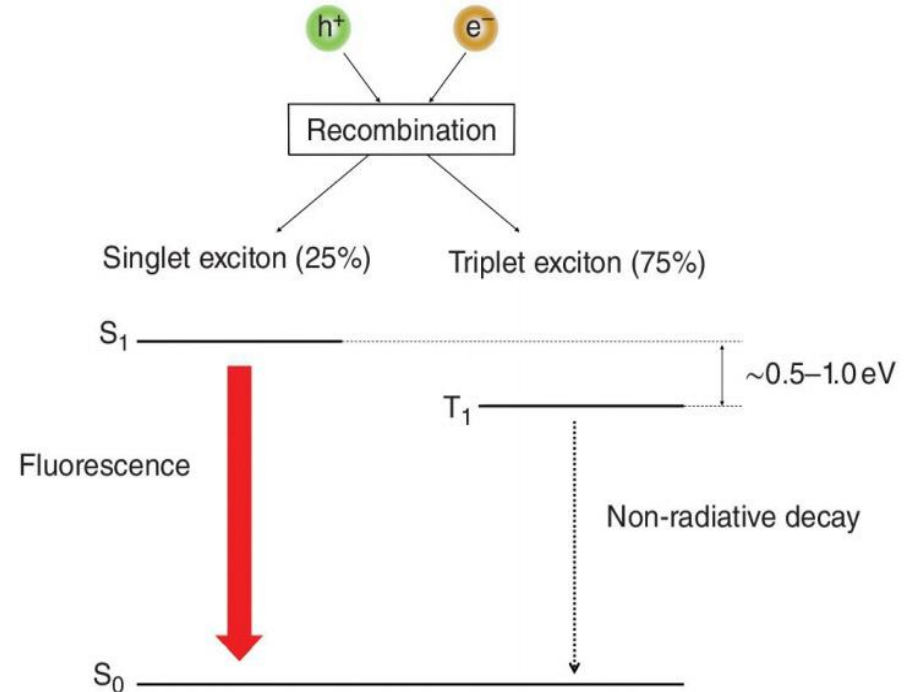 h⁺
e⁻
Recombination
Singlet exciton (25%)
Triplet exciton (75%)
S₁
~0.5–1.0 eV
T₁
Fluorescence
Non-radiative decay
S₀